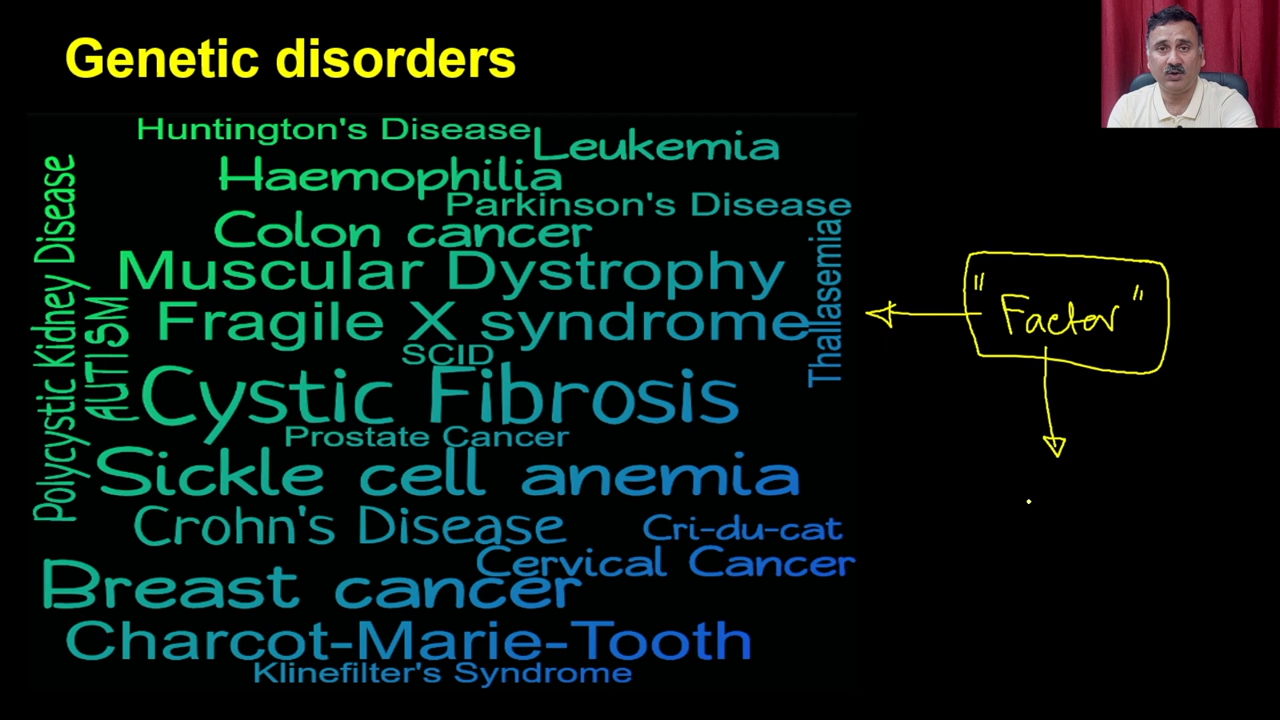 Genetic disorders
Huntington's Disease
Leukemia
Haemophilia
Parkinson's Disease
Colon cancer
Muscular Dystrophy
Fragile X syndrome
SCID
Cystic Fibrosis
Prostate Cancer
Sickle cell anemia
Crohn's Disease
Cri-du-cat
Cervical Cancer
Breast cancer
Charcot-Marie-Tooth
Klinefilter's Syndrome
Polycystic Kidney Disease
AUTISM
Thallasemia
"Factor"